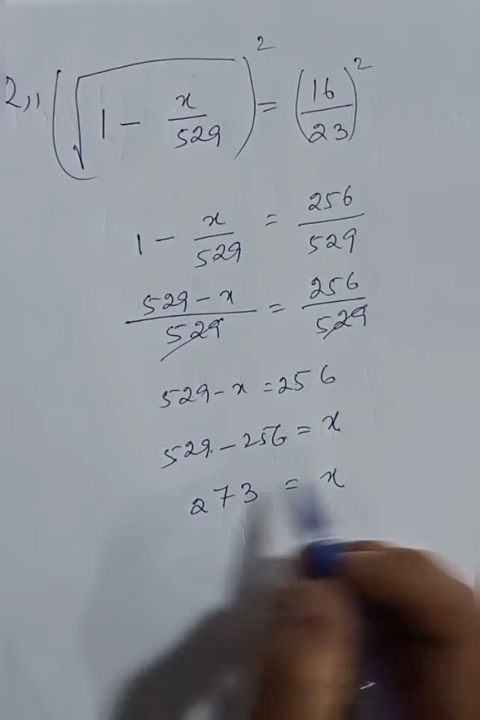 2,, (√(1 - x/529))² = (16/23)²
1 - x/529 = 256/529
529 - x/529 = 256/529
529 - x = 256
529 - 256 = x
273 = x